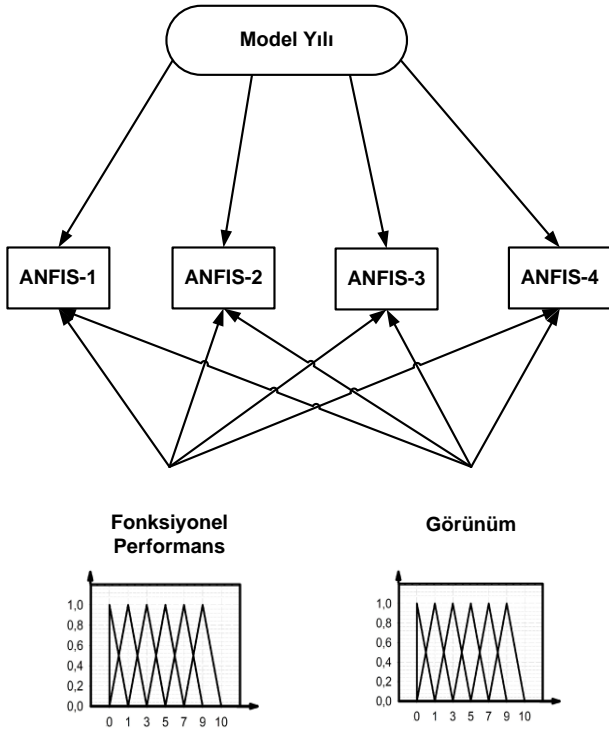 Model Yılı
ANFIS-1 ANFIS-2 ANFIS-3 ANFIS-4
Fonksiyonel
Performans
Görünüm
1,0
0,8
0,6
0,4
0,2
0,0
0 1 3 5 7 9 10
1,0
0,8
0,6
0,4
0,2
0,0
0 1 3 5 7 9 10